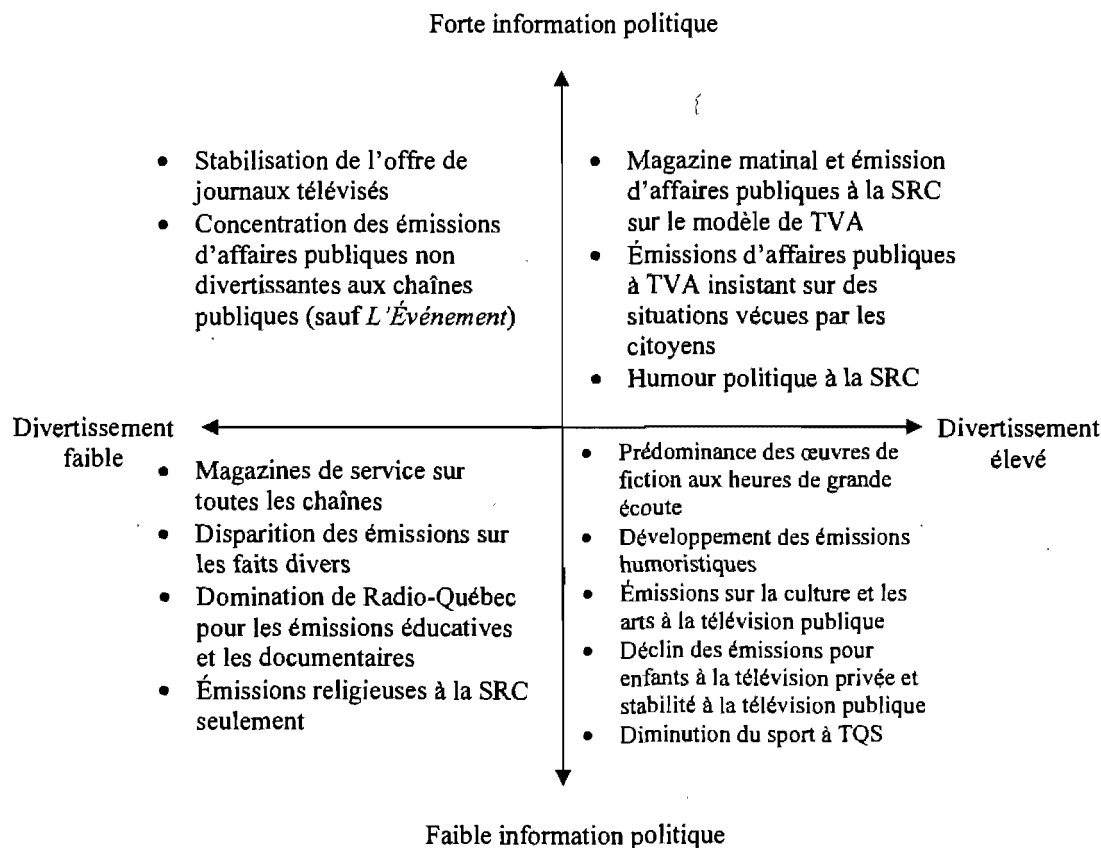 Forte information politique
• Stabilisation de l'offre de
journaux télévisés
• Concentration des émissions
d'affaires publiques non
divertissantes aux chaînes
publiques (sauf L'Événement)
• Magazine matinal et émission
d'affaires publiques à la SRC
sur le modèle de TVA
• Émissions d'affaires publiques
à TVA insistant sur des
situations vécues par les
citoyens
• Humour politique à la SRC
Divertissement
faible
Divertissement
élevé
• Magazines de service sur
toutes les chaînes
• Disparition des émissions sur
les faits divers
• Domination de Radio-Québec
pour les émissions éducatives
et les documentaires
• Émissions religieuses à la SRC
seulement
• Prédominance des œuvres de
fiction aux heures de grande
écoute
• Développement des émissions
humoristiques
• Émissions sur la culture et les
arts à la télévision publique
• Déclin des émissions pour
enfants à la télévision privée et
stabilité à la télévision publique
• Diminution du sport à TQS
Faible information politique